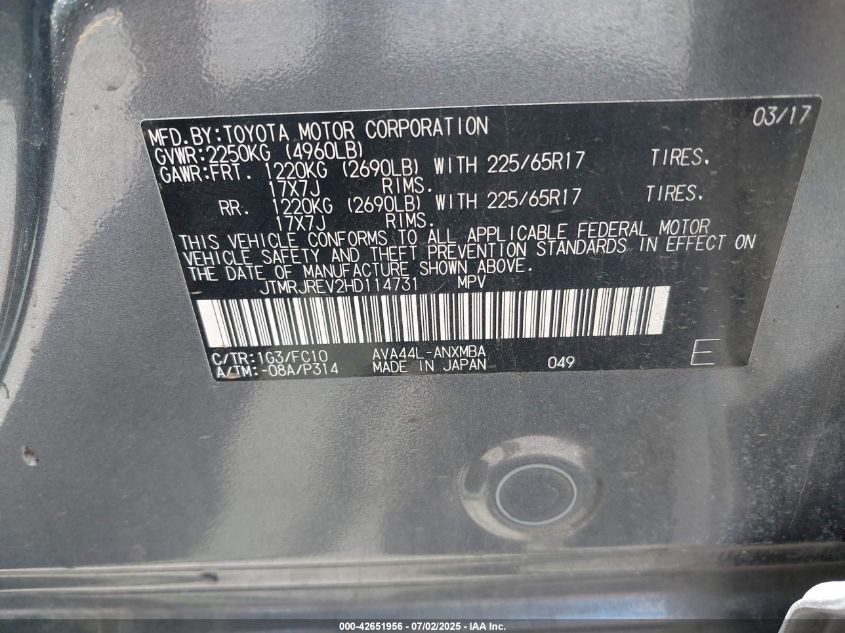 03/17
MFD.BY:TOYOTA MOTOR CORPORATION
GVWR:2250KG (4960LB)
GAWR:FRT. 1220KG (2690LB) WITH 225/65R17 TIRES.
17X7J RIMS.
RR. 1220KG (2690LB) WITH 225/65R17 TIRES.
17X7J RIMS.
THIS VEHICLE CONFORMS TO ALL APPLICABLE FEDERAL MOTOR
VEHICLE SAFETY AND THEFT PREVENTION STANDARDS IN EFFECT ON
THE DATE OF MANUFACTURE SHOWN ABOVE.
JTMRJREV2HD114731 MPV
C/TR:1G3/FC10 AVA44L-ANXMBA
A/TM:-08A/P314 MADE IN JAPAN 049 E
000-42651956 - 07/02/2025 - IAA Inc.